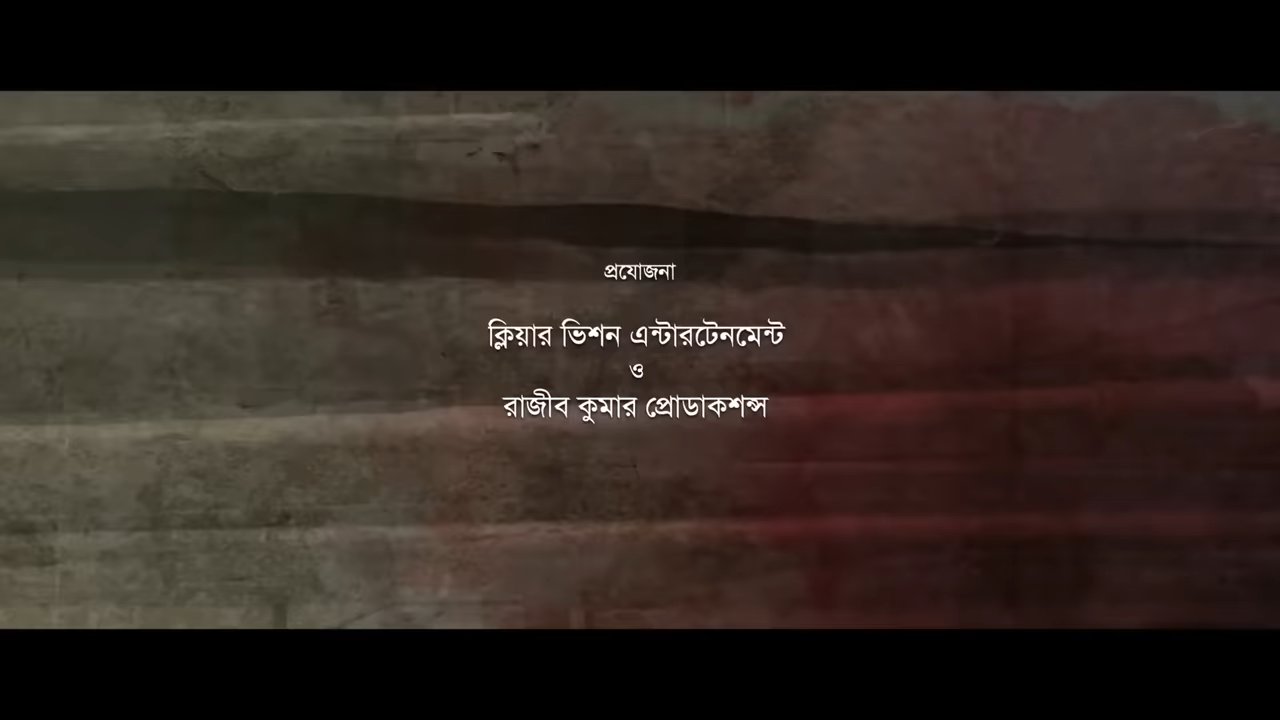 প্রযোজনা
ক্লিয়ার ভিশন এন্টারটেনমেন্ট
ও
রাজীব কুমার প্রোডাকশন্স